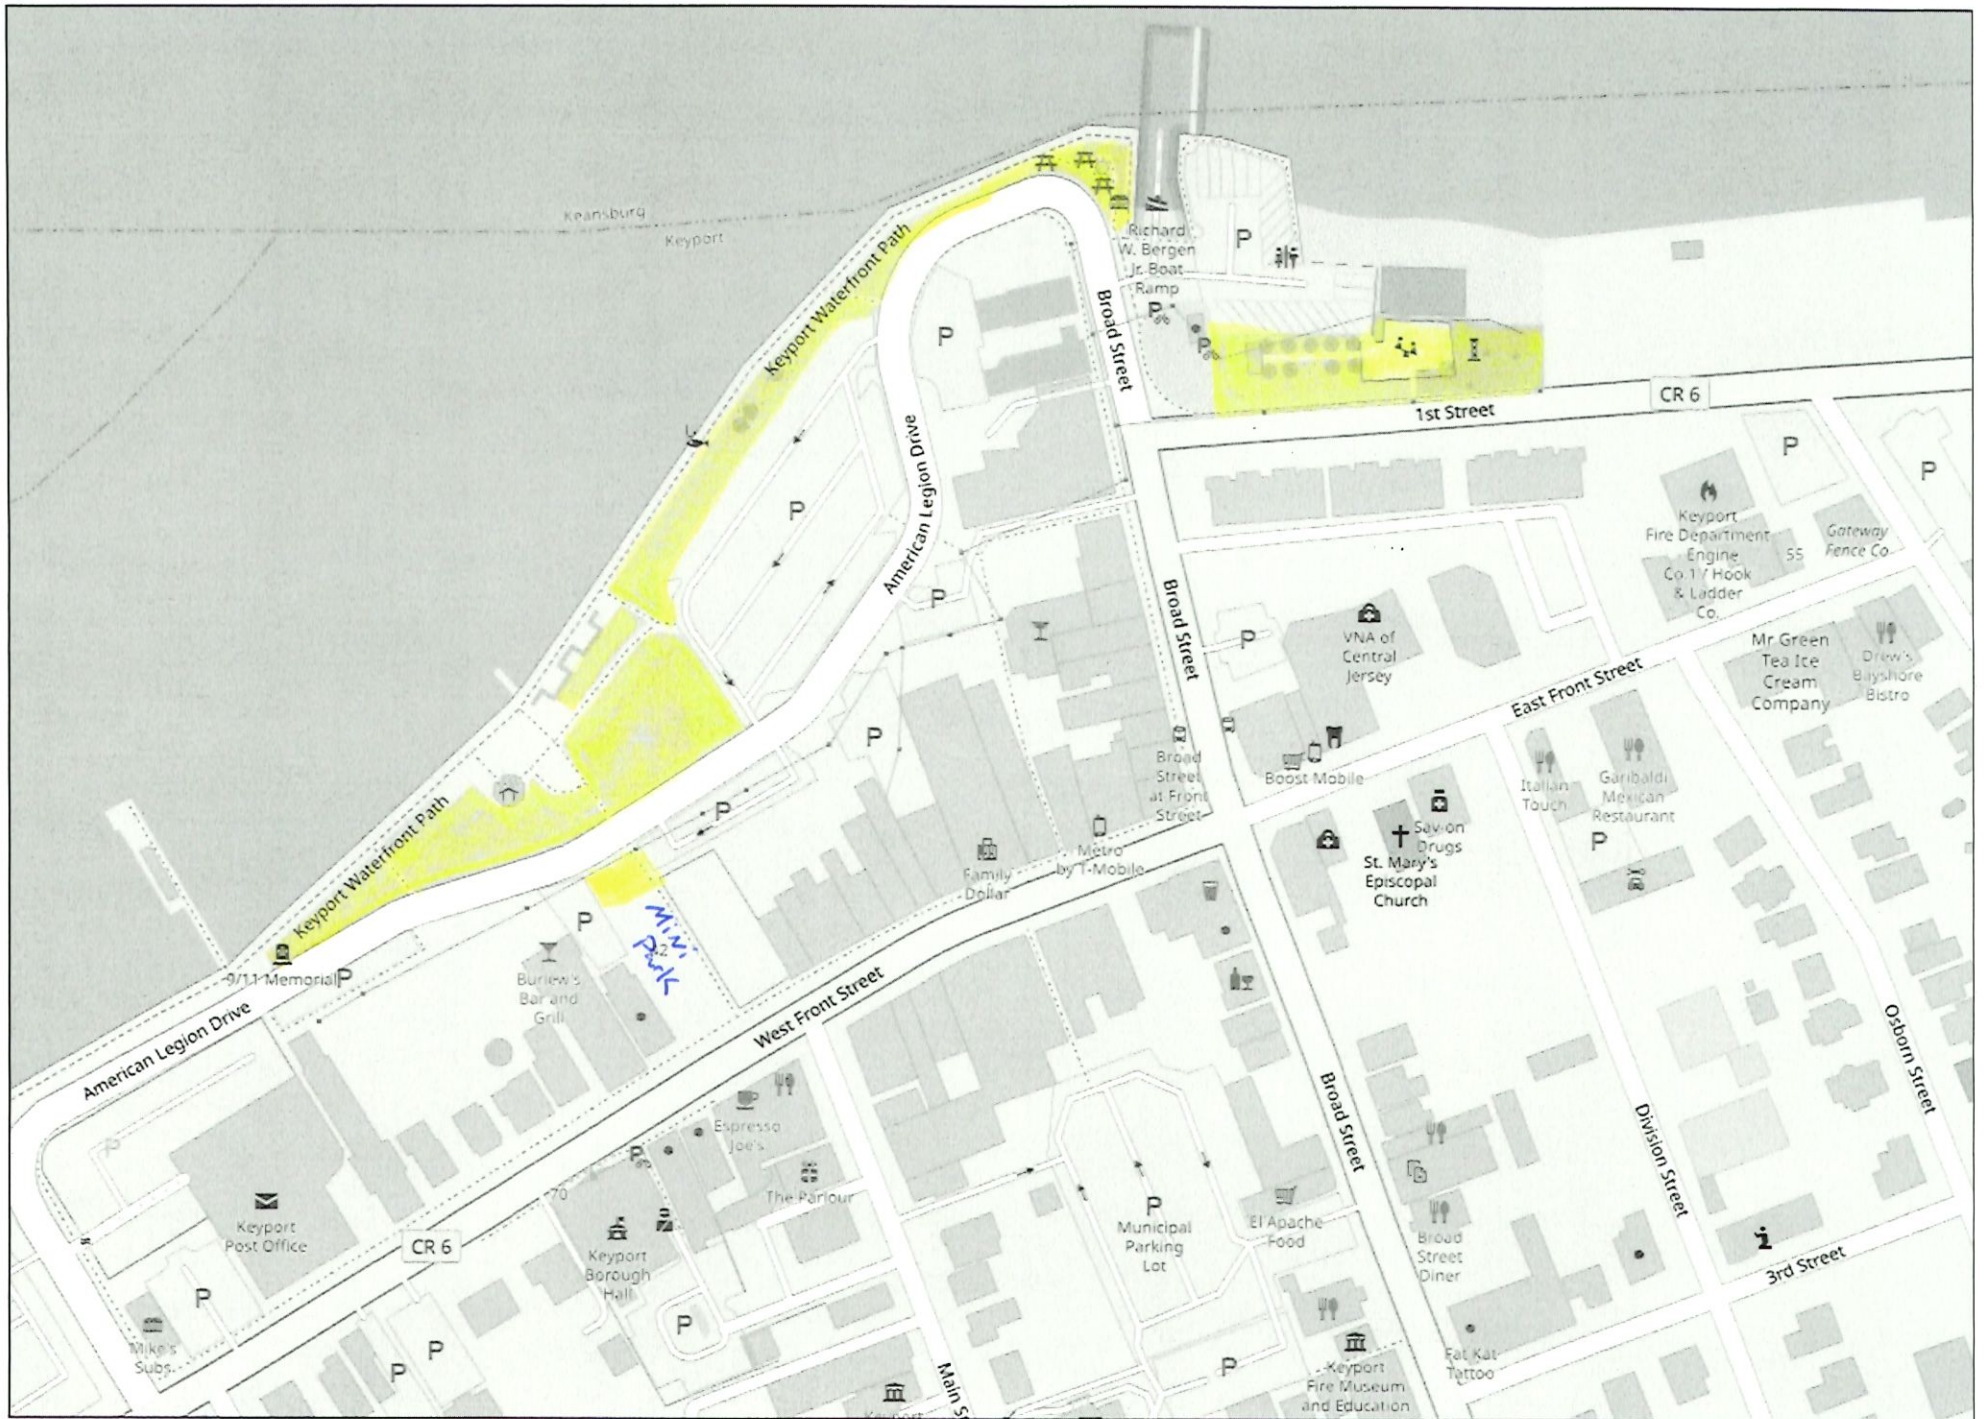 Keansburg
Keyport
Keyport Waterfront Path
Richard
W. Bergen
Jr. Boat
Ramp
P
P
P
P
Broad Street
1st Street
CR 6
American Legion Drive
P
P
P
P
Keyport
Fire Department
Engine
Co. 1 / Hook
& Ladder
Co.
55
Gateway
Fence Co
P
P
VNA of
Central
Jersey
Broad Street
Mr Green
Tea Ice
Cream
Company
Drew's
Bayshore
Bistro
East Front Street
P
Broad
Street
at Front
Street
Boost Mobile
Italian
Touch
Garibaldi
Mexican
Restaurant
P
Sav-on
Drugs
St. Mary's
Episcopal
Church
P
Metro
by T-Mobile
Family
Dollar
Keyport Waterfront Path
9/11 Memorial
P
P
Mini
Park
Burlew's
Bar and
Grill
American Legion Drive
West Front Street
Osborn Street
Broad Street
Division Street
Espresso
Joe's
The Parlour
P
70
P
Keyport
Post Office
CR 6
Keyport
Borough
Hall
P
Municipal
Parking
Lot
El Apache
Food
Broad
Street
Diner
3rd Street
P
Mike's
Subs
P
P
P
P
Main St
Keyport
Fire Museum
and Education
Fat Kat
Tattoo
Keyport